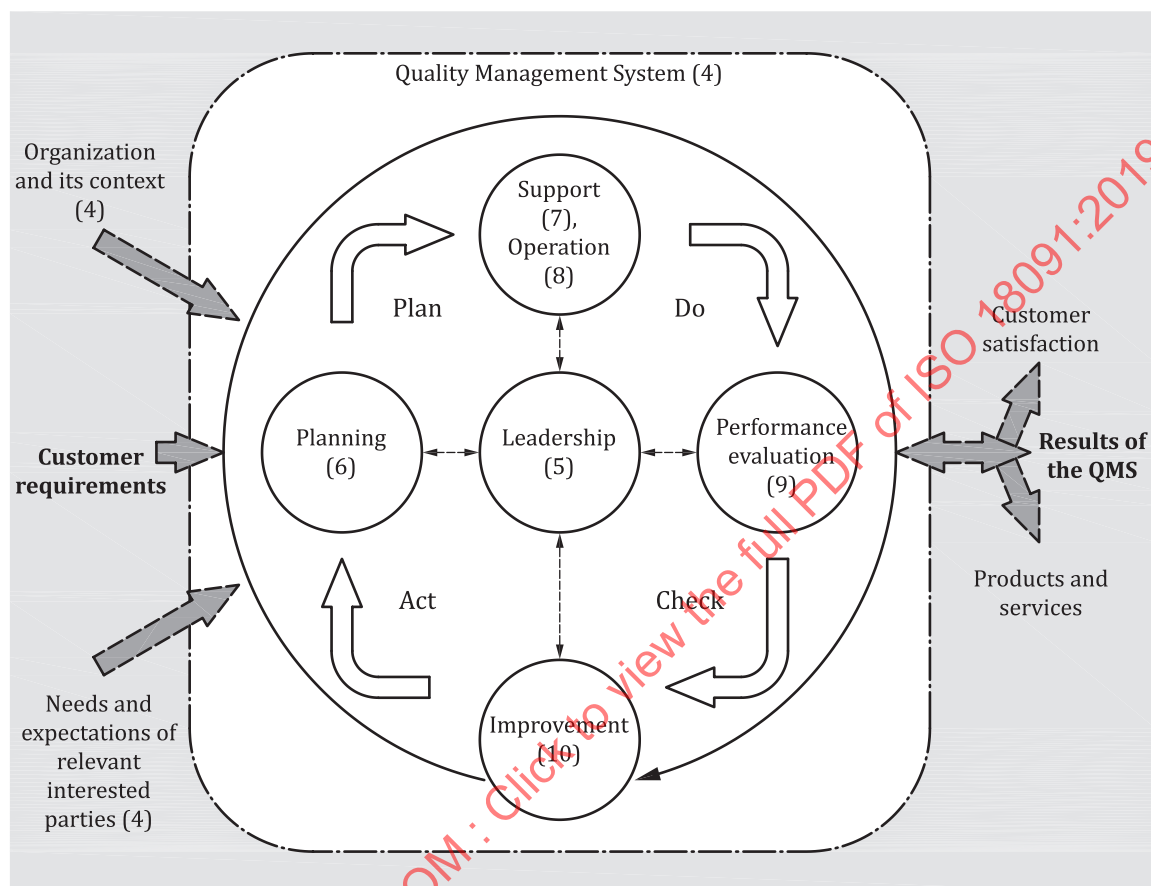 Quality Management System (4)
Organization
and its context
(4)
Support
(7),
Operation
(8)
Plan
Do
Customer
satisfaction
Planning
(6)
Leadership
(5)
Performance
evaluation
(9)
Customer
requirements
Results of
the QMS
Act
Check
Products and
services
Needs and
expectations of
relevant
interested
parties (4)
Improvement
(10)
OM : Click to view the full PDF of ISO 18091:2019